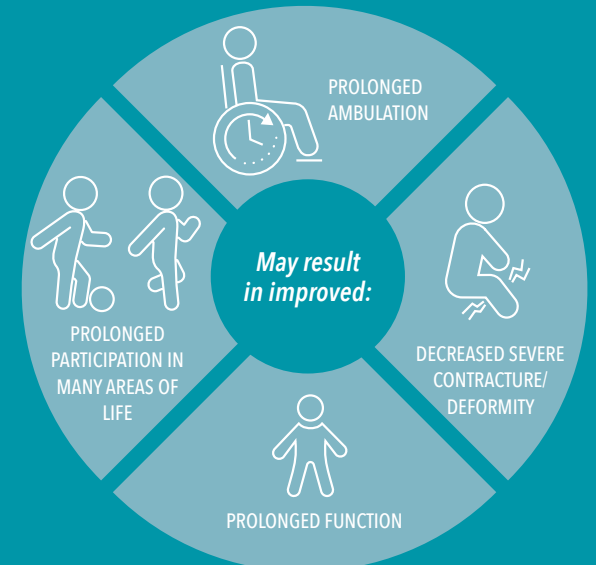 PROLONGED
AMBULATION
May result
in improved:
DECREASED SEVERE
CONTRACTURE/
DEFORMITY
PROLONGED FUNCTION
PROLONGED
PARTICIPATION IN
MANY AREAS OF
LIFE